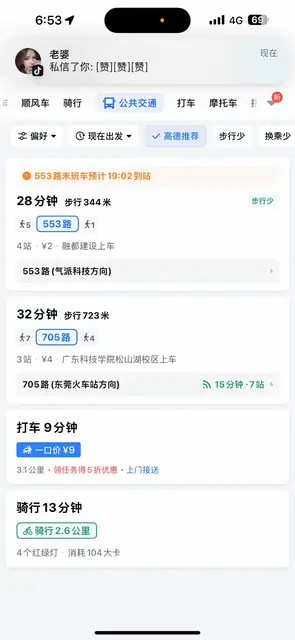 6:53
4G 69
老婆
现在
私信了你: [赞][赞][赞]
顺风车 骑行 公共交通 打车 摩托车
新
偏好 现在出发 高德推荐 步行少 换乘少
553路末班车预计19:02到站
28分钟 步行344米 步行少
5 553路 1
4站 · ¥2 · 融都建设上车
553路 (气派科技方向)
32分钟 步行723米
7 705路 4
3站 · ¥4 · 广东科技学院松山湖校区上车
705路 (东莞火车站方向) 15分钟·7站
打车 9分钟
一口价 ¥9
3.1公里 · 领任务得5折优惠 · 上门接送
骑行 13分钟
骑行 2.6公里
4个红绿灯 · 消耗104大卡